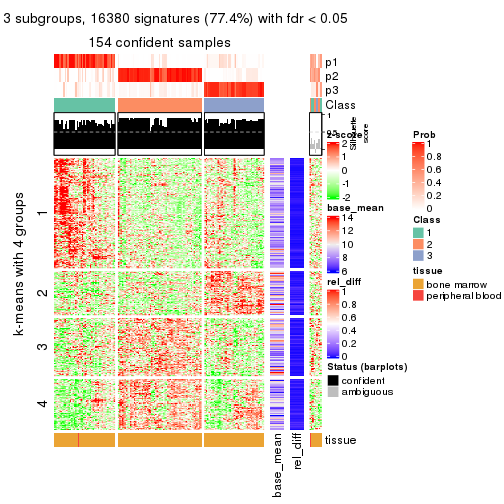 3 subgroups, 16380 signatures (77.4%) with fdr < 0.05
154 confident samples
p1
p2
p3
Class
1
0.5
0
Silhouette
score
k-means with 4 groups
1
2
3
4
tissue
base_mean
rel_diff
z-score
2
1
0
-1
-2
base_mean
14
12
10
8
6
rel_diff
1
0.8
0.6
0.4
0.2
0
Status (barplots)
confident
ambiguous
Prob
1
0.8
0.6
0.4
0.2
0
Class
1
2
3
tissue
bone marrow
peripheral blood